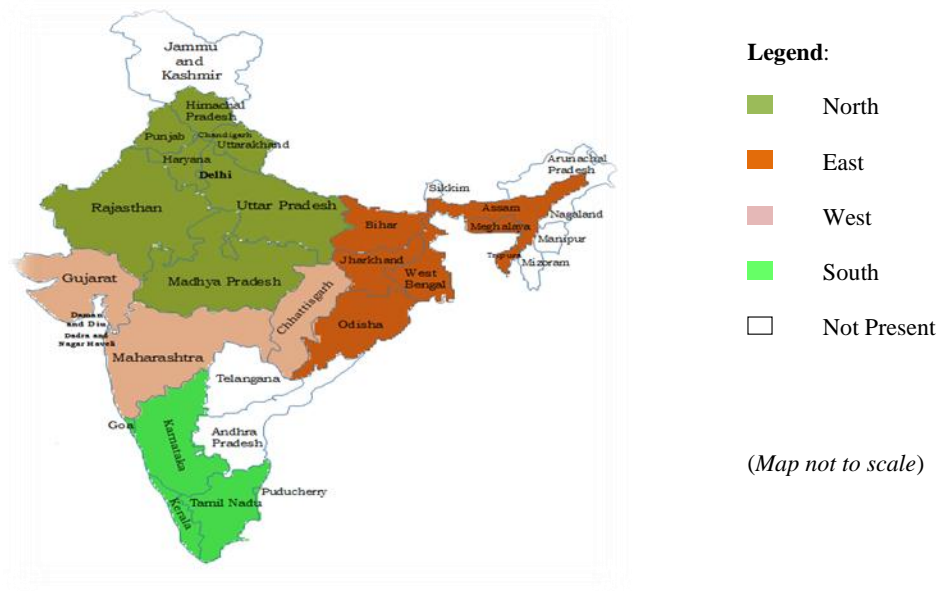 Jammu
and
Kashmir
Himachal
Pradesh
Punjab
Chandigarh
Uttarakhand
Haryana
Delhi
Rajasthan
Uttar Pradesh
Arunachal
Pradesh
Sikkim
Assam
Nagaland
Meghalaya
Manipur
Tripura
Mizoram
Bihar
Jharkhand
West
Bengal
Gujarat
Madhya Pradesh
Chhattisgarh
Odisha
Daman
and Diu
Dadra and
Nagar Haveli
Maharashtra
Telangana
Goa
Karnataka
Andhra
Pradesh
Puducherry
Tamil Nadu
Kerala
Legend:
North
East
West
South
Not Present
(Map not to scale)